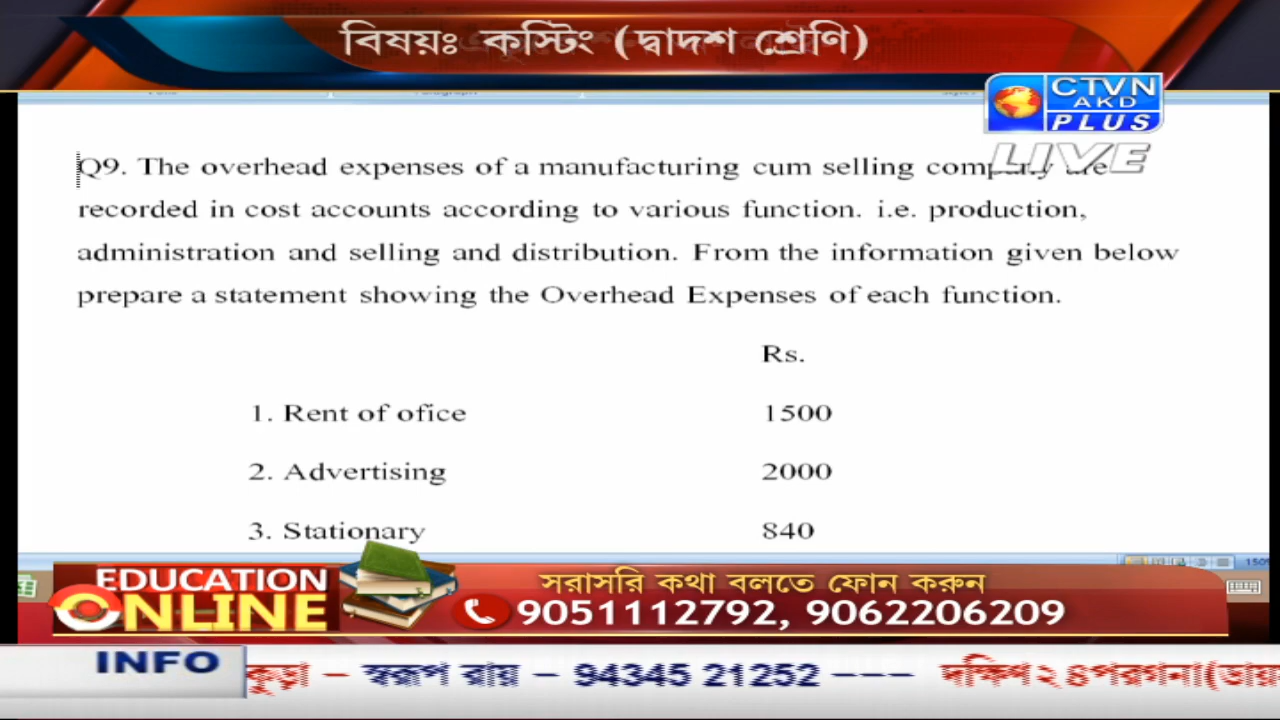 বিষয়ঃ কস্টিং (দ্বাদশ শ্রেণি)
CTVN
AKD
PLUS
LIVE
Q9. The overhead expenses of a manufacturing cum selling company are
recorded in cost accounts according to various function. i.e. production,
administration and selling and distribution. From the information given below
prepare a statement showing the Overhead Expenses of each function.
Rs.
1. Rent of ofice 1500
2. Advertising 2000
3. Stationary 840
150%
EDUCATION
ONLINE
সরাসরি কথা বলতে ফোন করুন
9051112792, 9062206209
INFO
– স্বরূপ রায় – 94345 21252 --- দক্ষিণ ২৪পরগনা